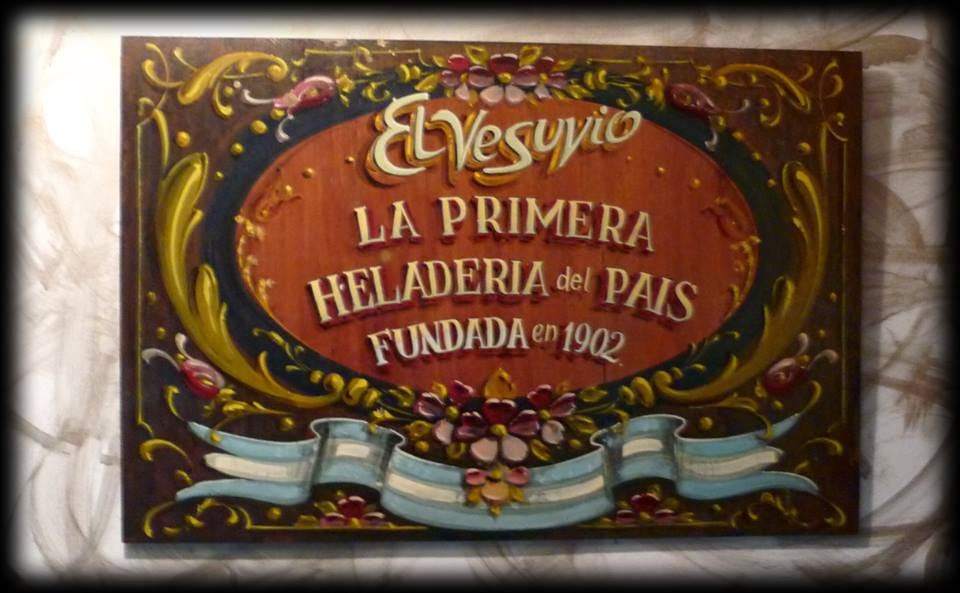 El Vesuvio
LA PRIMERA
HELADERIA del PAIS
FUNDADA en 1902